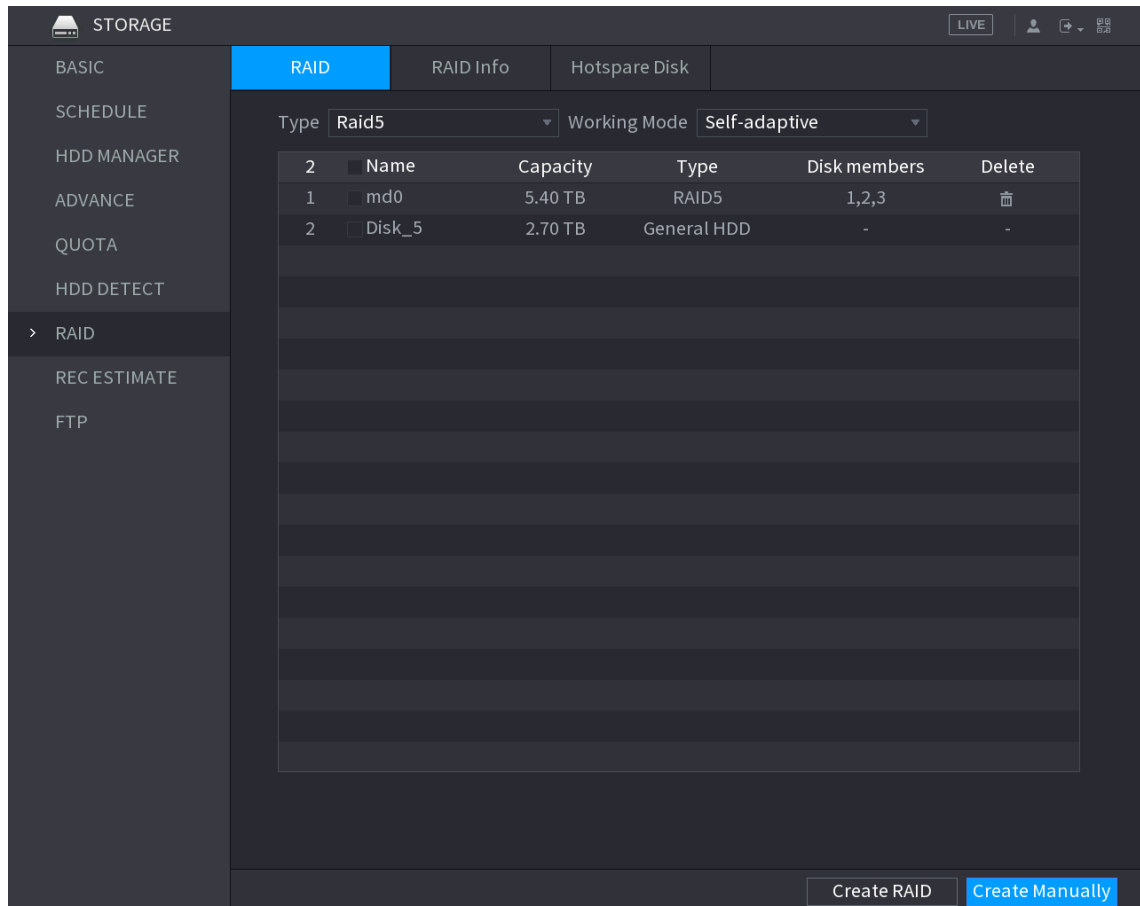 STORAGE LIVE
BASIC
SCHEDULE
HDD MANAGER
ADVANCE
QUOTA
HDD DETECT
> RAID
REC ESTIMATE
FTP
RAID RAID Info Hotspare Disk
Type Raid5 Working Mode Self-adaptive
2 Name Capacity Type Disk members Delete
1 md0 5.40 TB RAID5 1,2,3
2 Disk_5 2.70 TB General HDD - -
Create RAID Create Manually